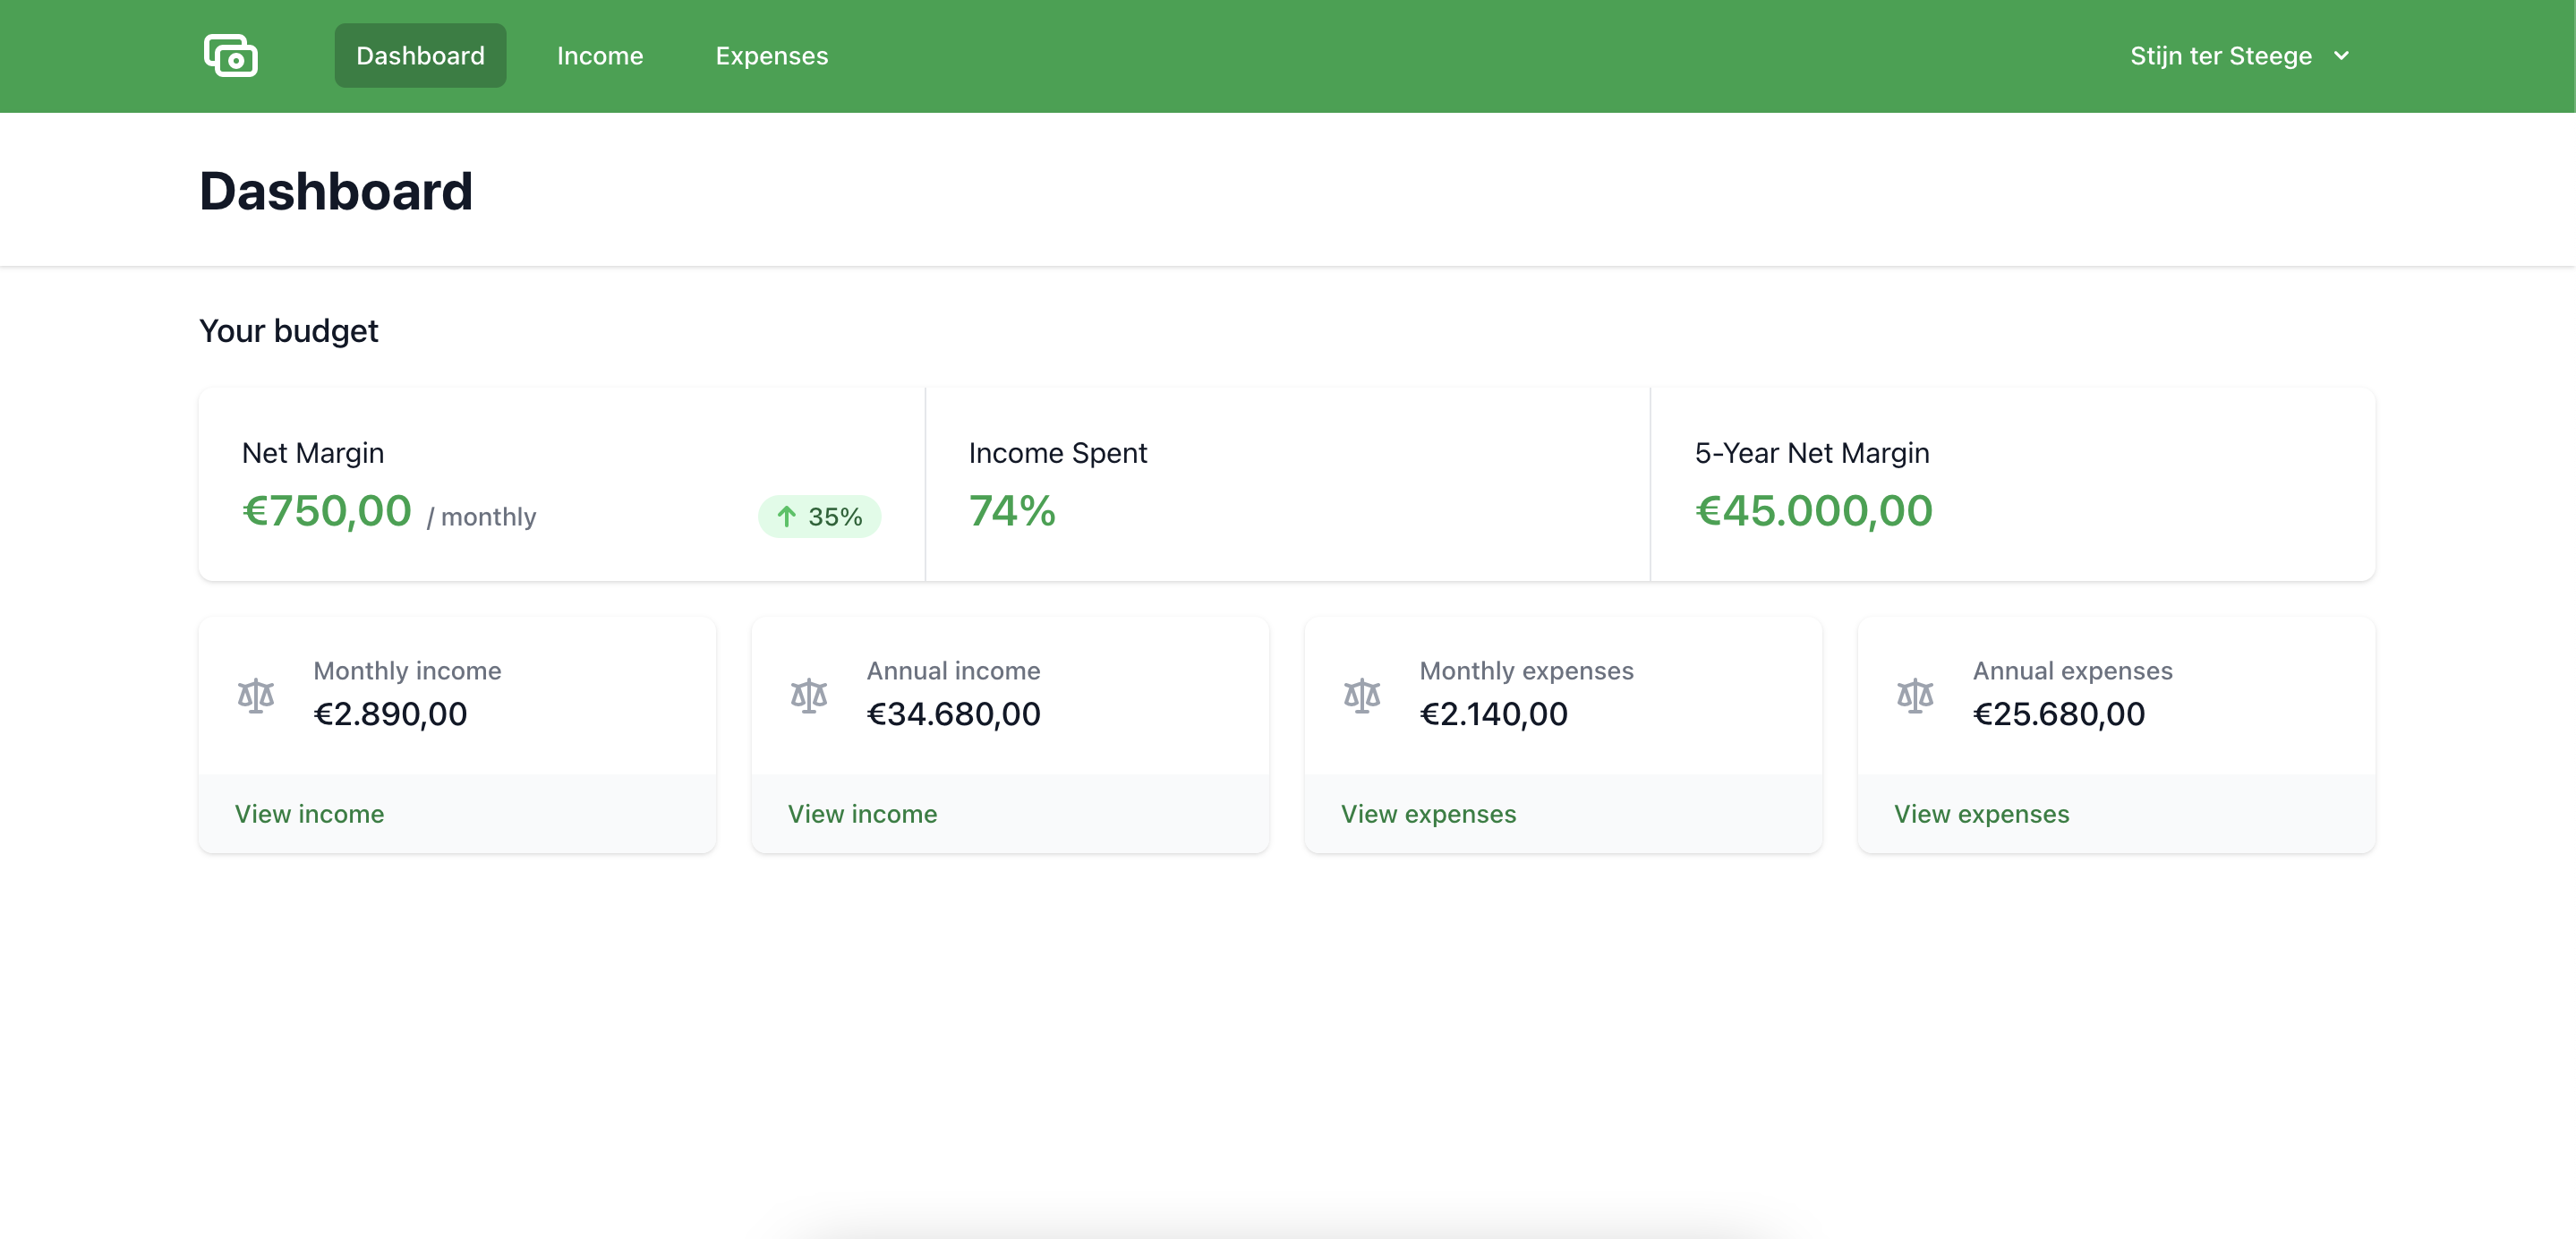 Dashboard Income Expenses Stijn ter Steege
Dashboard
Your budget
Net Margin
€750,00 / monthly
35%
Income Spent
74%
5-Year Net Margin
€45.000,00
Monthly income
€2.890,00
View income
Annual income
€34.680,00
View income
Monthly expenses
€2.140,00
View expenses
Annual expenses
€25.680,00
View expenses